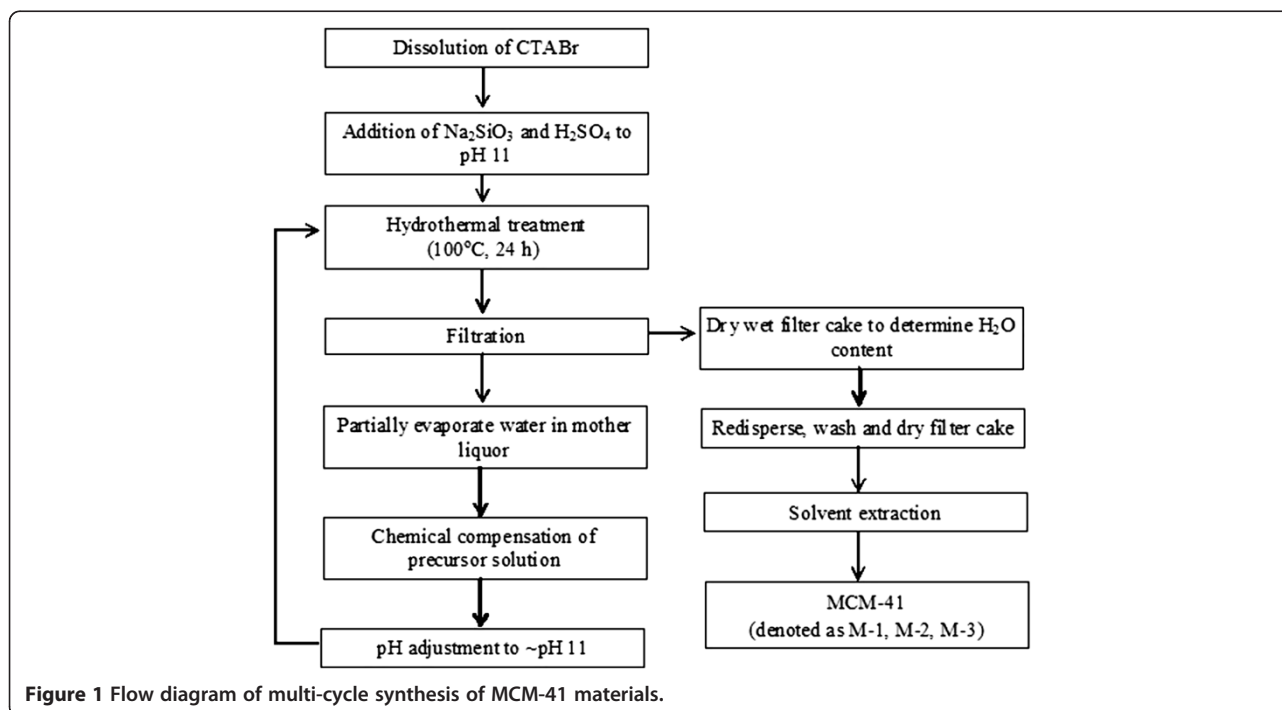 Dissolution of CTABr
Addition of Na₂SiO₃ and H₂SO₄ to
pH 11
Hydrothermal treatment
(100°C, 24 h)
Filtration
Partially evaporate water in mother
liquor
Chemical compensation of
precursor solution
pH adjustment to ~pH 11
Dry wet filter cake to determine H₂O
content
Redisperse, wash and dry filter cake
Solvent extraction
MCM-41
(denoted as M-1, M-2, M-3)
Figure 1 Flow diagram of multi-cycle synthesis of MCM-41 materials.